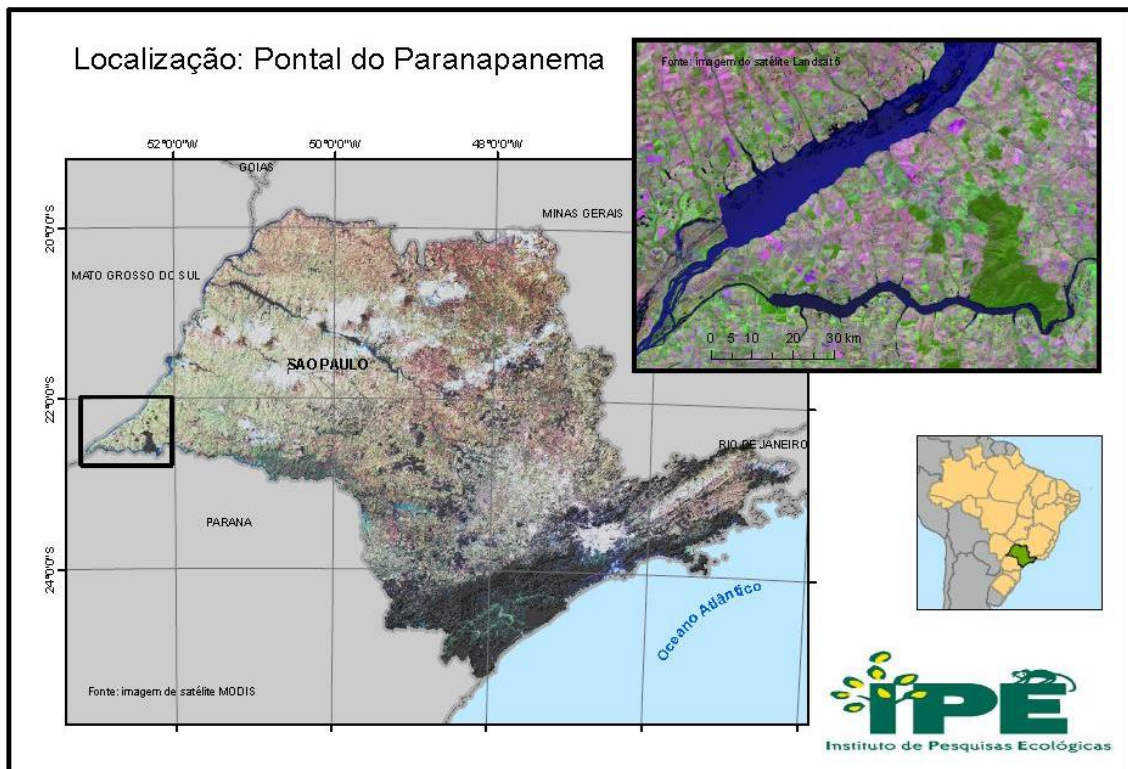 Localização: Pontal do Paranapanema
Fonte: imagem do satélite Landsat 5
0 5 10 20 30 km
52°0'0"W 50°0'0"W 48°0'0"W
20°0'0"S
22°0'0"S
24°0'0"S
GOIAS
MINAS GERAIS
MATO GROSSO DO SUL
SAO PAULO
RIO DE JANEIRO
PARANA
Oceano Atlântico
Fonte: imagem de satélite MODIS
IPÊ
Instituto de Pesquisas Ecológicas